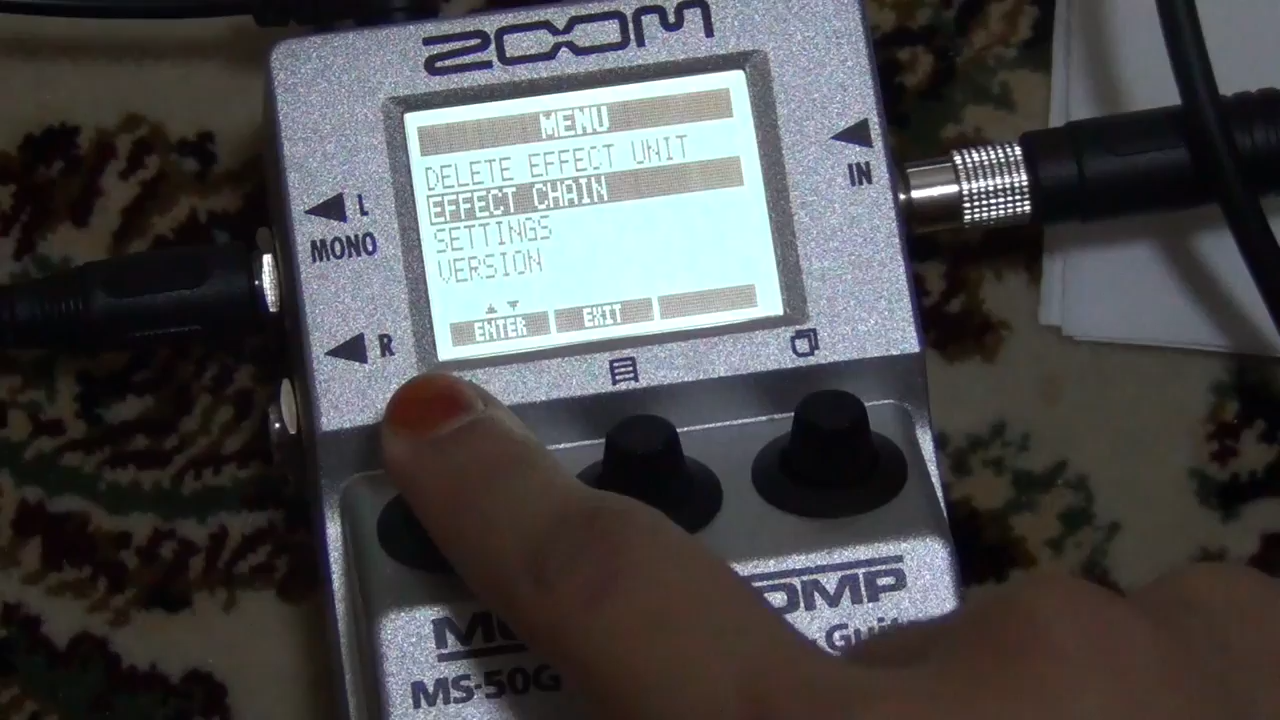 ZOOM
MENU
DELETE EFFECT UNIT
EFFECT CHAIN
SETTINGS
VERSION
ENTER EXIT
IN
L
MONO
R
MS-50G